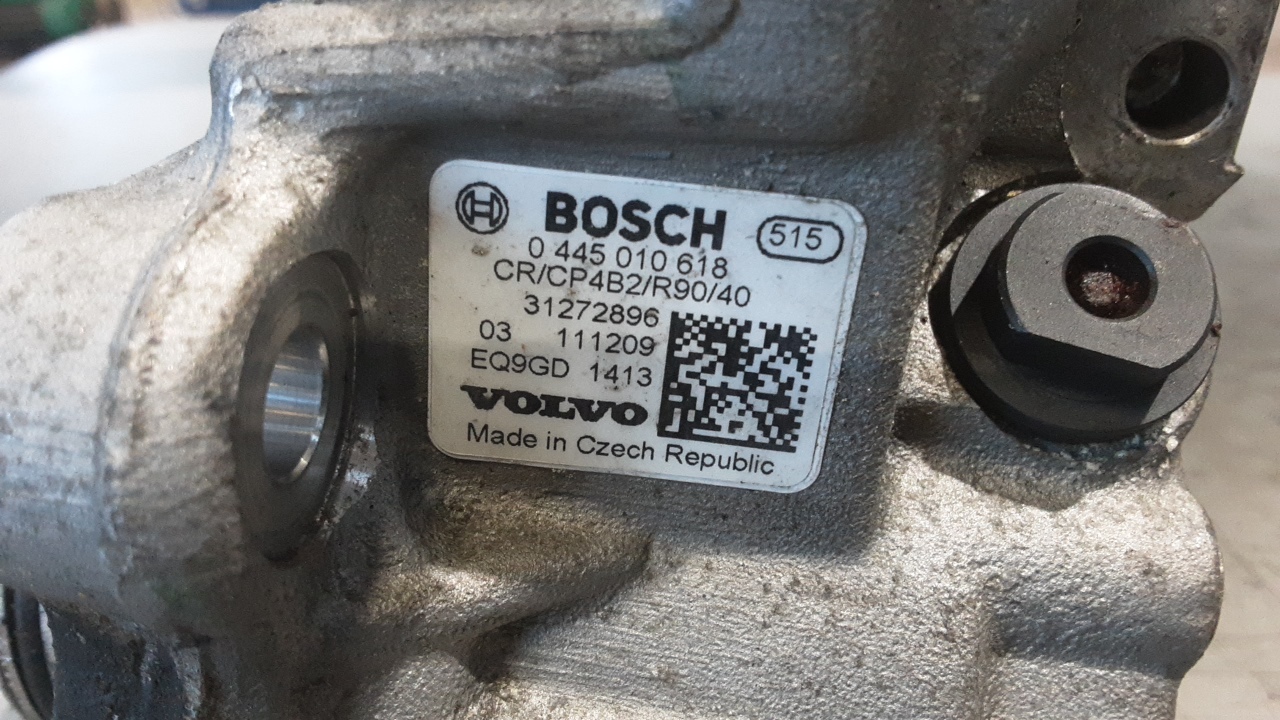 BOSCH 515
0 445 010 618
CR/CP4B2/R90/40
31272896
03 111209
EQ9GD 1413
VOLVO
Made in Czech Republic